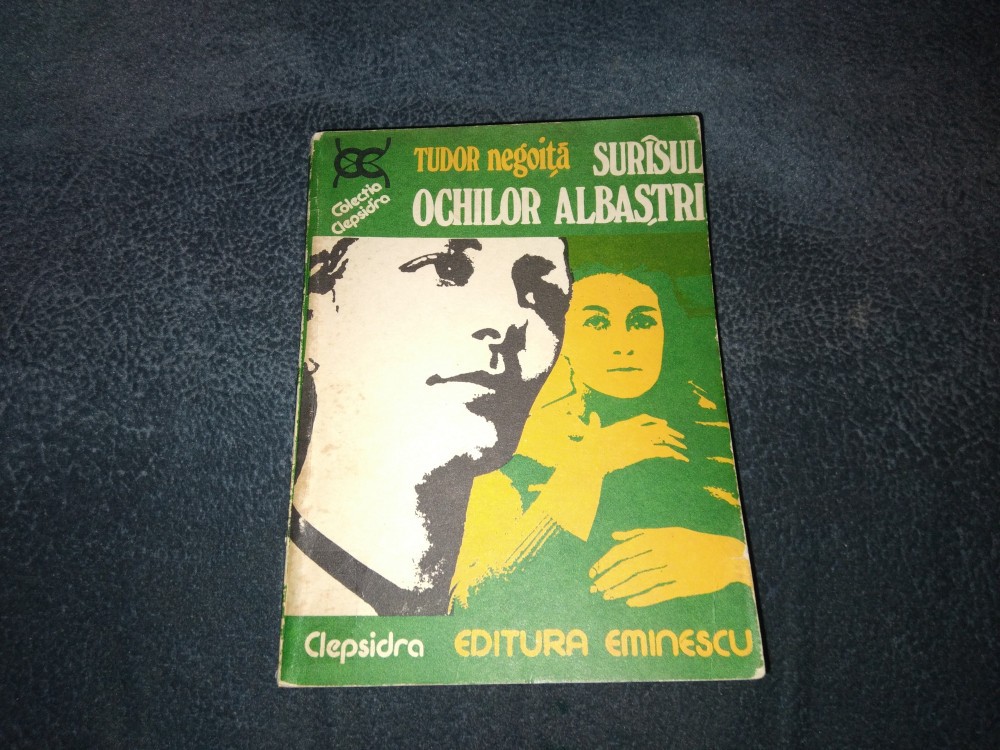 Colecția
Clepsidra
TUDOR negoiță SURÎSUL
OCHILOR ALBAȘTRI
Clepsidra EDITURA EMINESCU